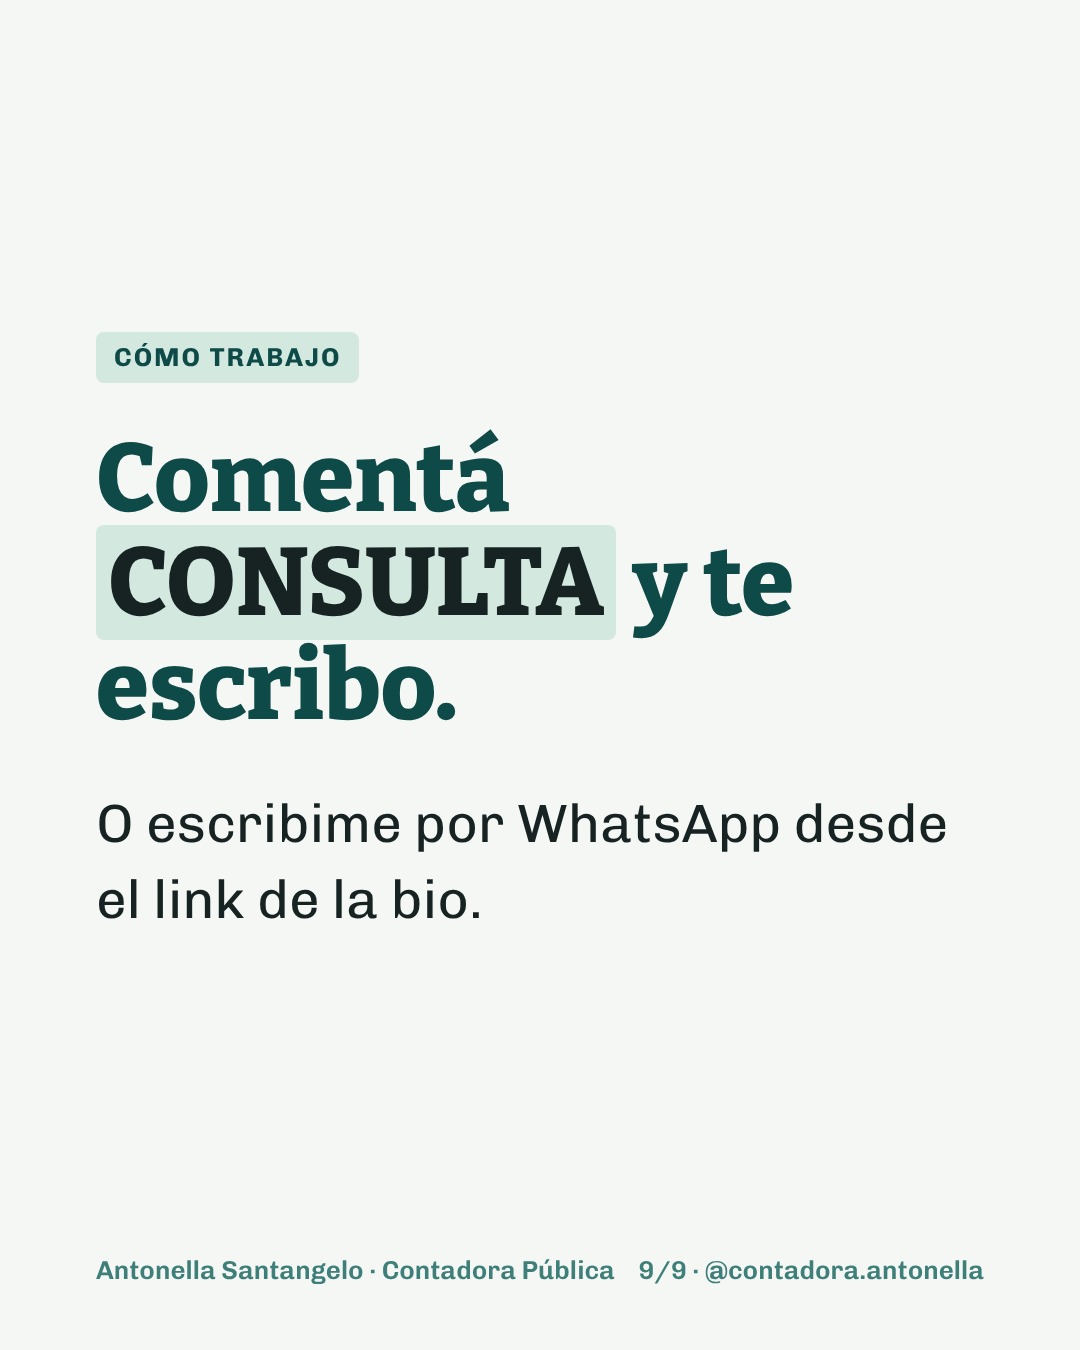 CÓMO TRABAJO
Comentá
CONSULTA y te
escribo.
O escribime por WhatsApp desde
el link de la bio.
Antonella Santangelo · Contadora Pública 9/9 · @contadora.antonella